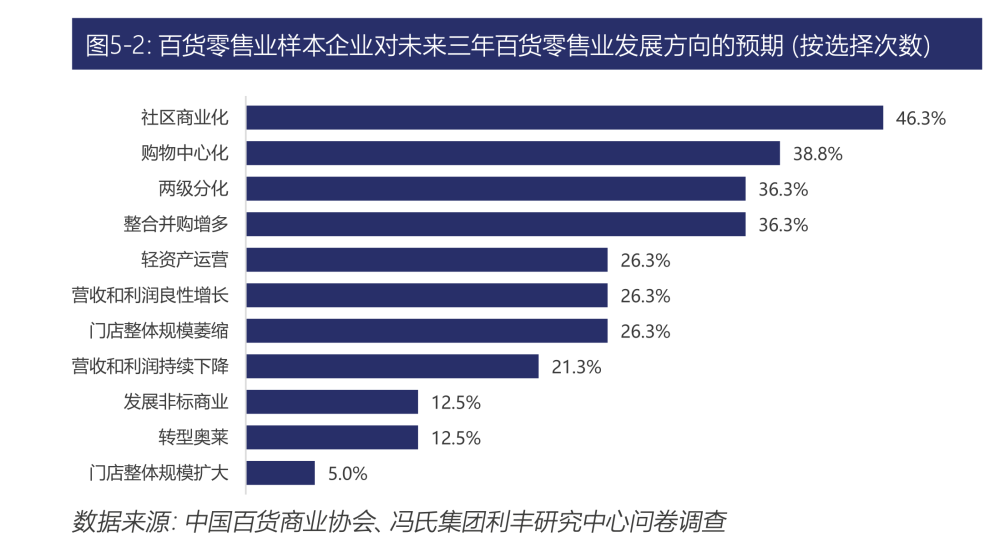 图5-2：百货零售业样本企业对未来三年百货零售业发展方向的预期（按选择次数）
社区商业化 46.3%
购物中心化 38.8%
两级分化 36.3%
整合并购增多 36.3%
轻资产运营 26.3%
营收和利润良性增长 26.3%
门店整体规模萎缩 26.3%
营收和利润持续下降 21.3%
发展非标商业 12.5%
转型奥莱 12.5%
门店整体规模扩大 5.0%
数据来源：中国百货商业协会、冯氏集团利丰研究中心问卷调查